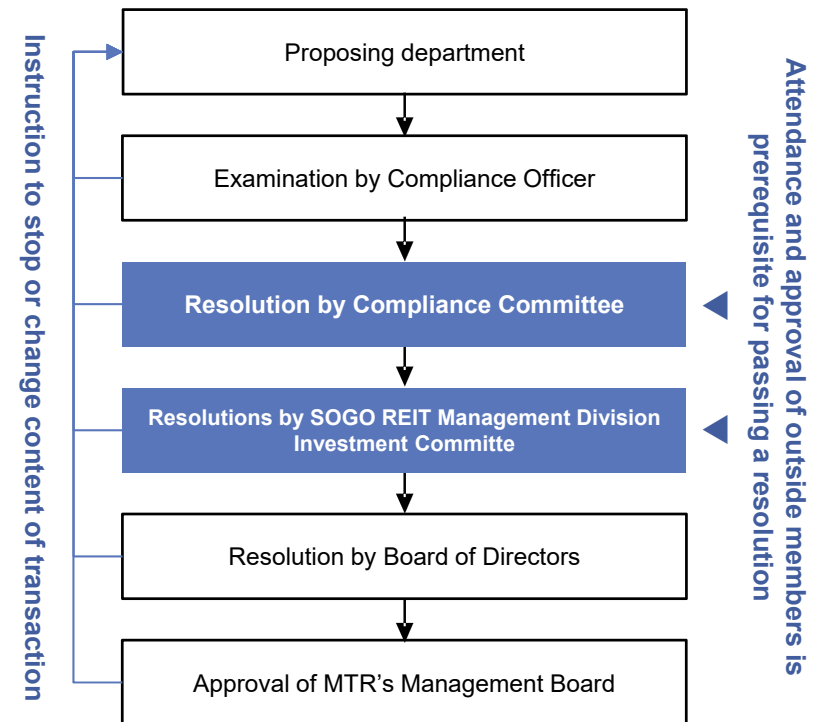 Proposing department
Examination by Compliance Officer
Resolution by Compliance Committee
Resolutions by SOGO REIT Management Division
Investment Committe
Resolution by Board of Directors
Approval of MTR's Management Board
Instruction to stop or change content of transaction
Attendance and approval of outside members is
prerequisite for passing a resolution